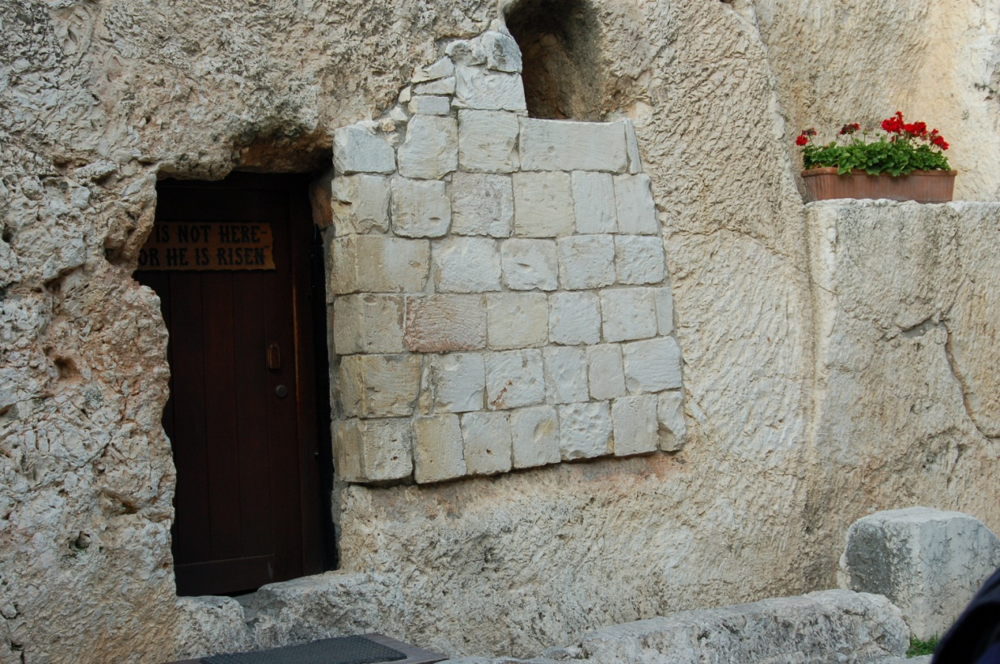 IS NOT HERE-
OR HE IS RISEN